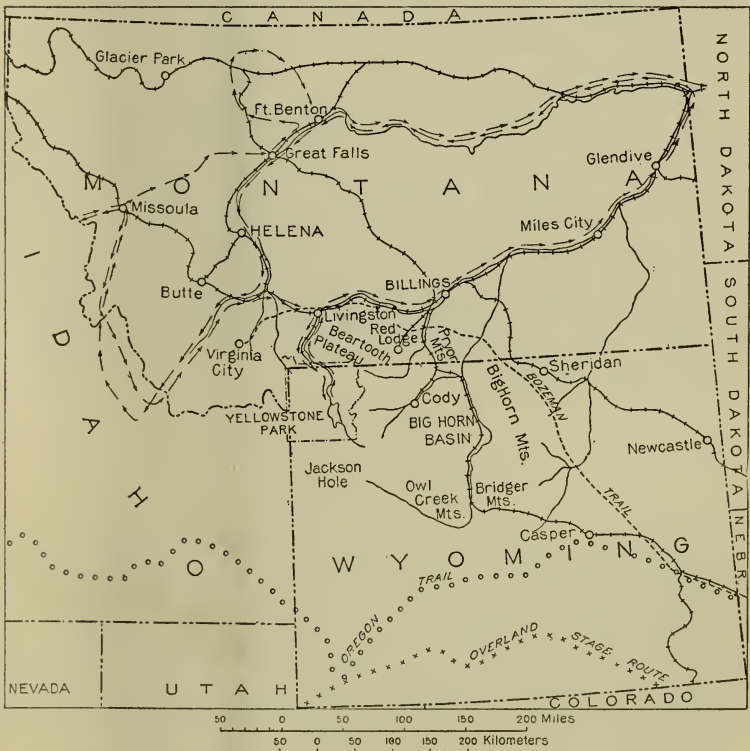 CANADA
Glacier Park
Ft. Benton
Great Falls
NORTH DAKOTA
Glendive
MONTANA
Missoula
HELENA
Miles City
Butte
BILLINGS
Livingston
Red
Lodge
Beartooth
Plateau
Pryor
Mts.
Virginia
City
IDAHO
SOUTH DAKOTA
Sheridan
BOZEMAN
TRAIL
Bighorn Mts.
YELLOWSTONE
PARK
Cody
BIG HORN
BASIN
Newcastle
Jackson
Hole
Owl
Creek
Mts.
Bridger
Mts.
Casper
NEBR
WYOMING
OREGON
TRAIL
OVERLAND STAGE ROUTE
NEVADA
UTAH
COLORADO
50 0 50 100 150 200 Miles
50 0 50 100 150 200 Kilometers